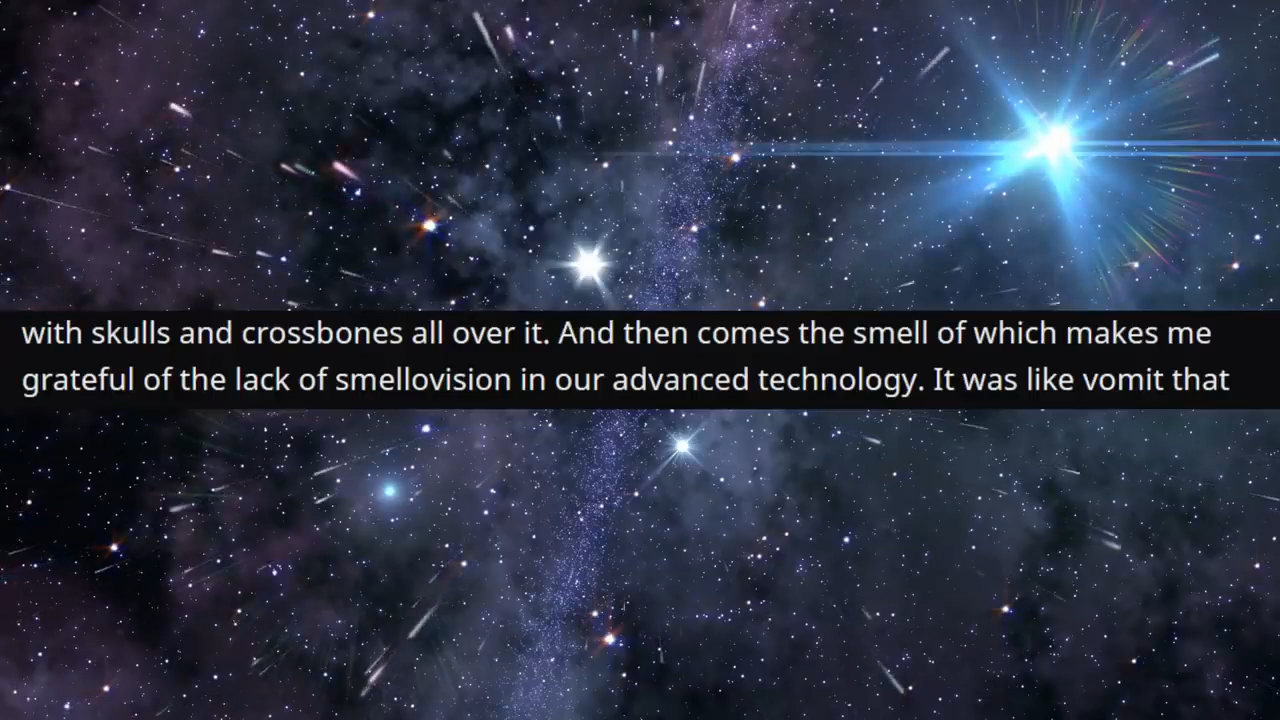 with skulls and crossbones all over it. And then comes the smell of which makes me
grateful of the lack of smellovision in our advanced technology. It was like vomit that